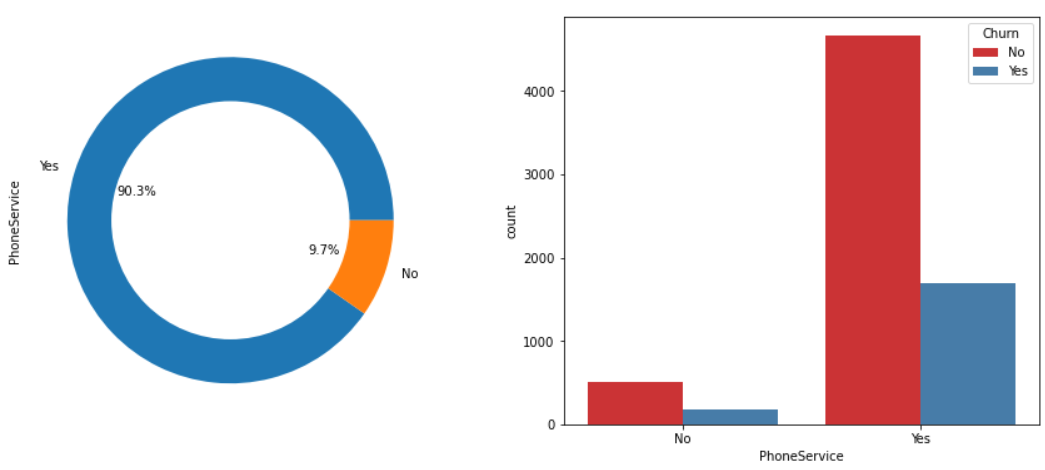 PhoneService
Yes
90.3%
9.7%
No
count
4000
3000
2000
1000
0
Churn
No
Yes
No Yes
PhoneService